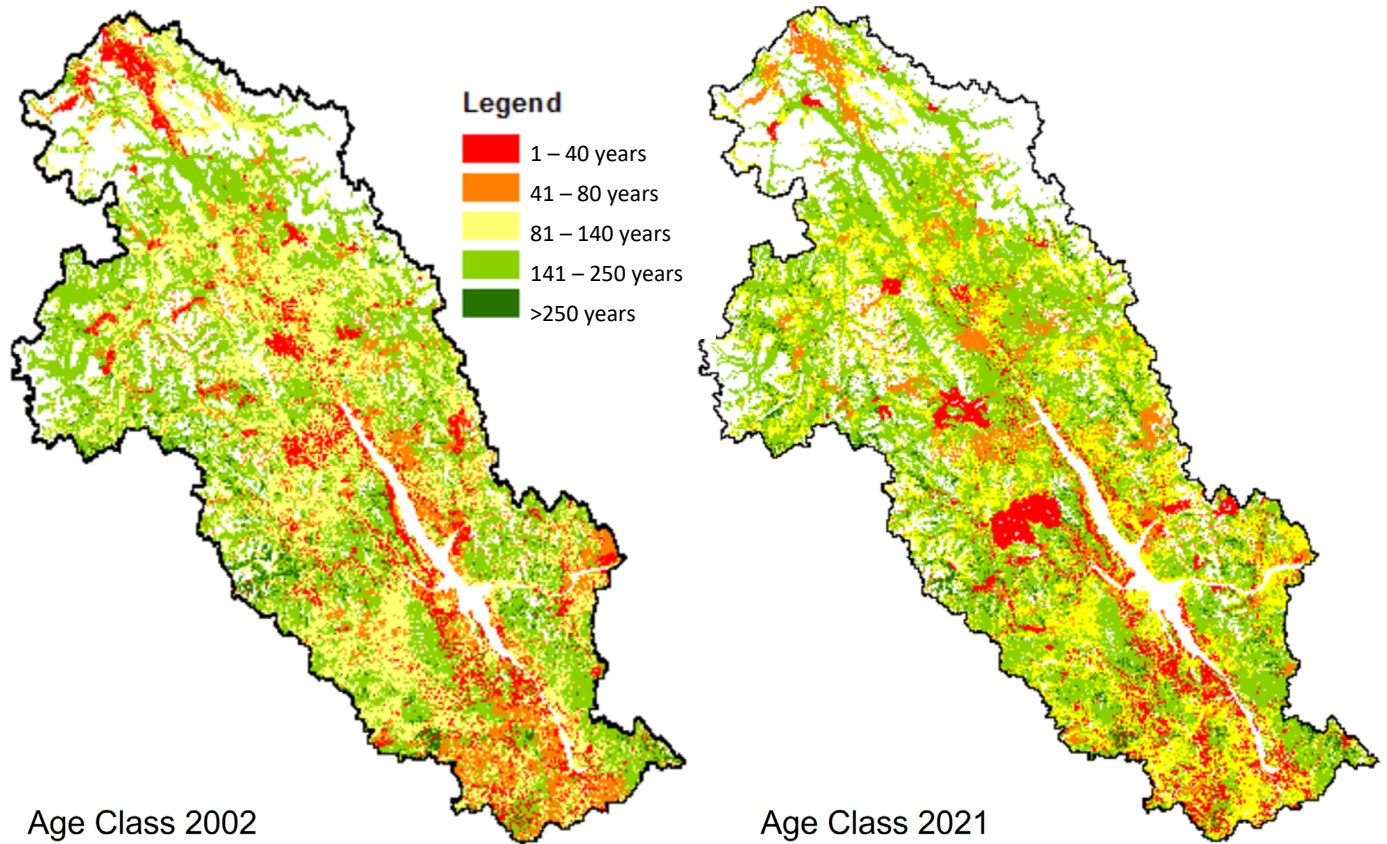 Legend
1 – 40 years
41 – 80 years
81 – 140 years
141 – 250 years
>250 years
Age Class 2002
Age Class 2021